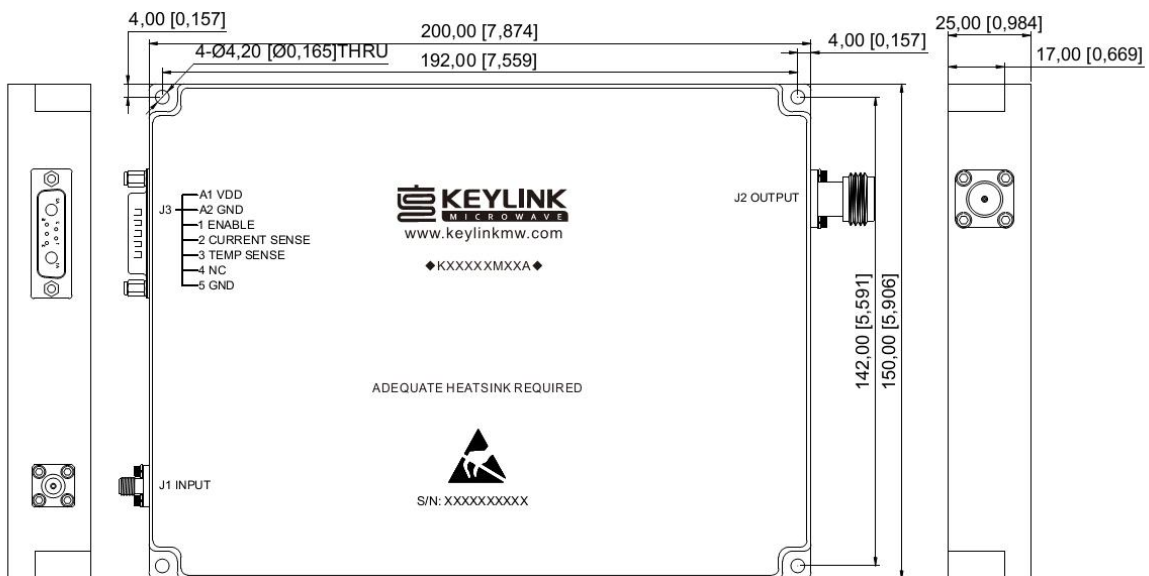 4,00 [0,157]
200,00 [7,874]
25,00 [0,984]
4-Ø4,20 [Ø0,165]THRU
192,00 [7,559]
4,00 [0,157]
17,00 [0,669]
J3
A1 VDD
A2 GND
1 ENABLE
2 CURRENT SENSE
3 TEMP SENSE
4 NC
5 GND
KEYLINK
MICROWAVE
www.keylinkmw.com
◆KXXXXXMXXA◆
J2 OUTPUT
142,00 [5,591]
150,00 [5,906]
ADEQUATE HEATSINK REQUIRED
J1 INPUT
S/N: XXXXXXXXXX